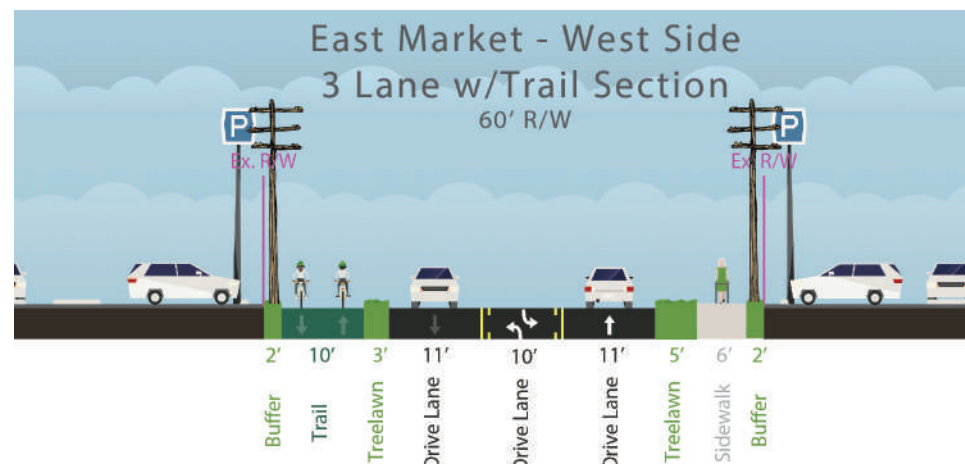 East Market - West Side
3 Lane w/Trail Section
60' R/W
P
P
Ex. R/W
Ex. R/W
2' 10' 3' 11' 10' 11' 5' 6' 2'
Buffer
Trail
Treelawn
Drive Lane
Drive Lane
Drive Lane
Treelawn
Sidewalk
Buffer